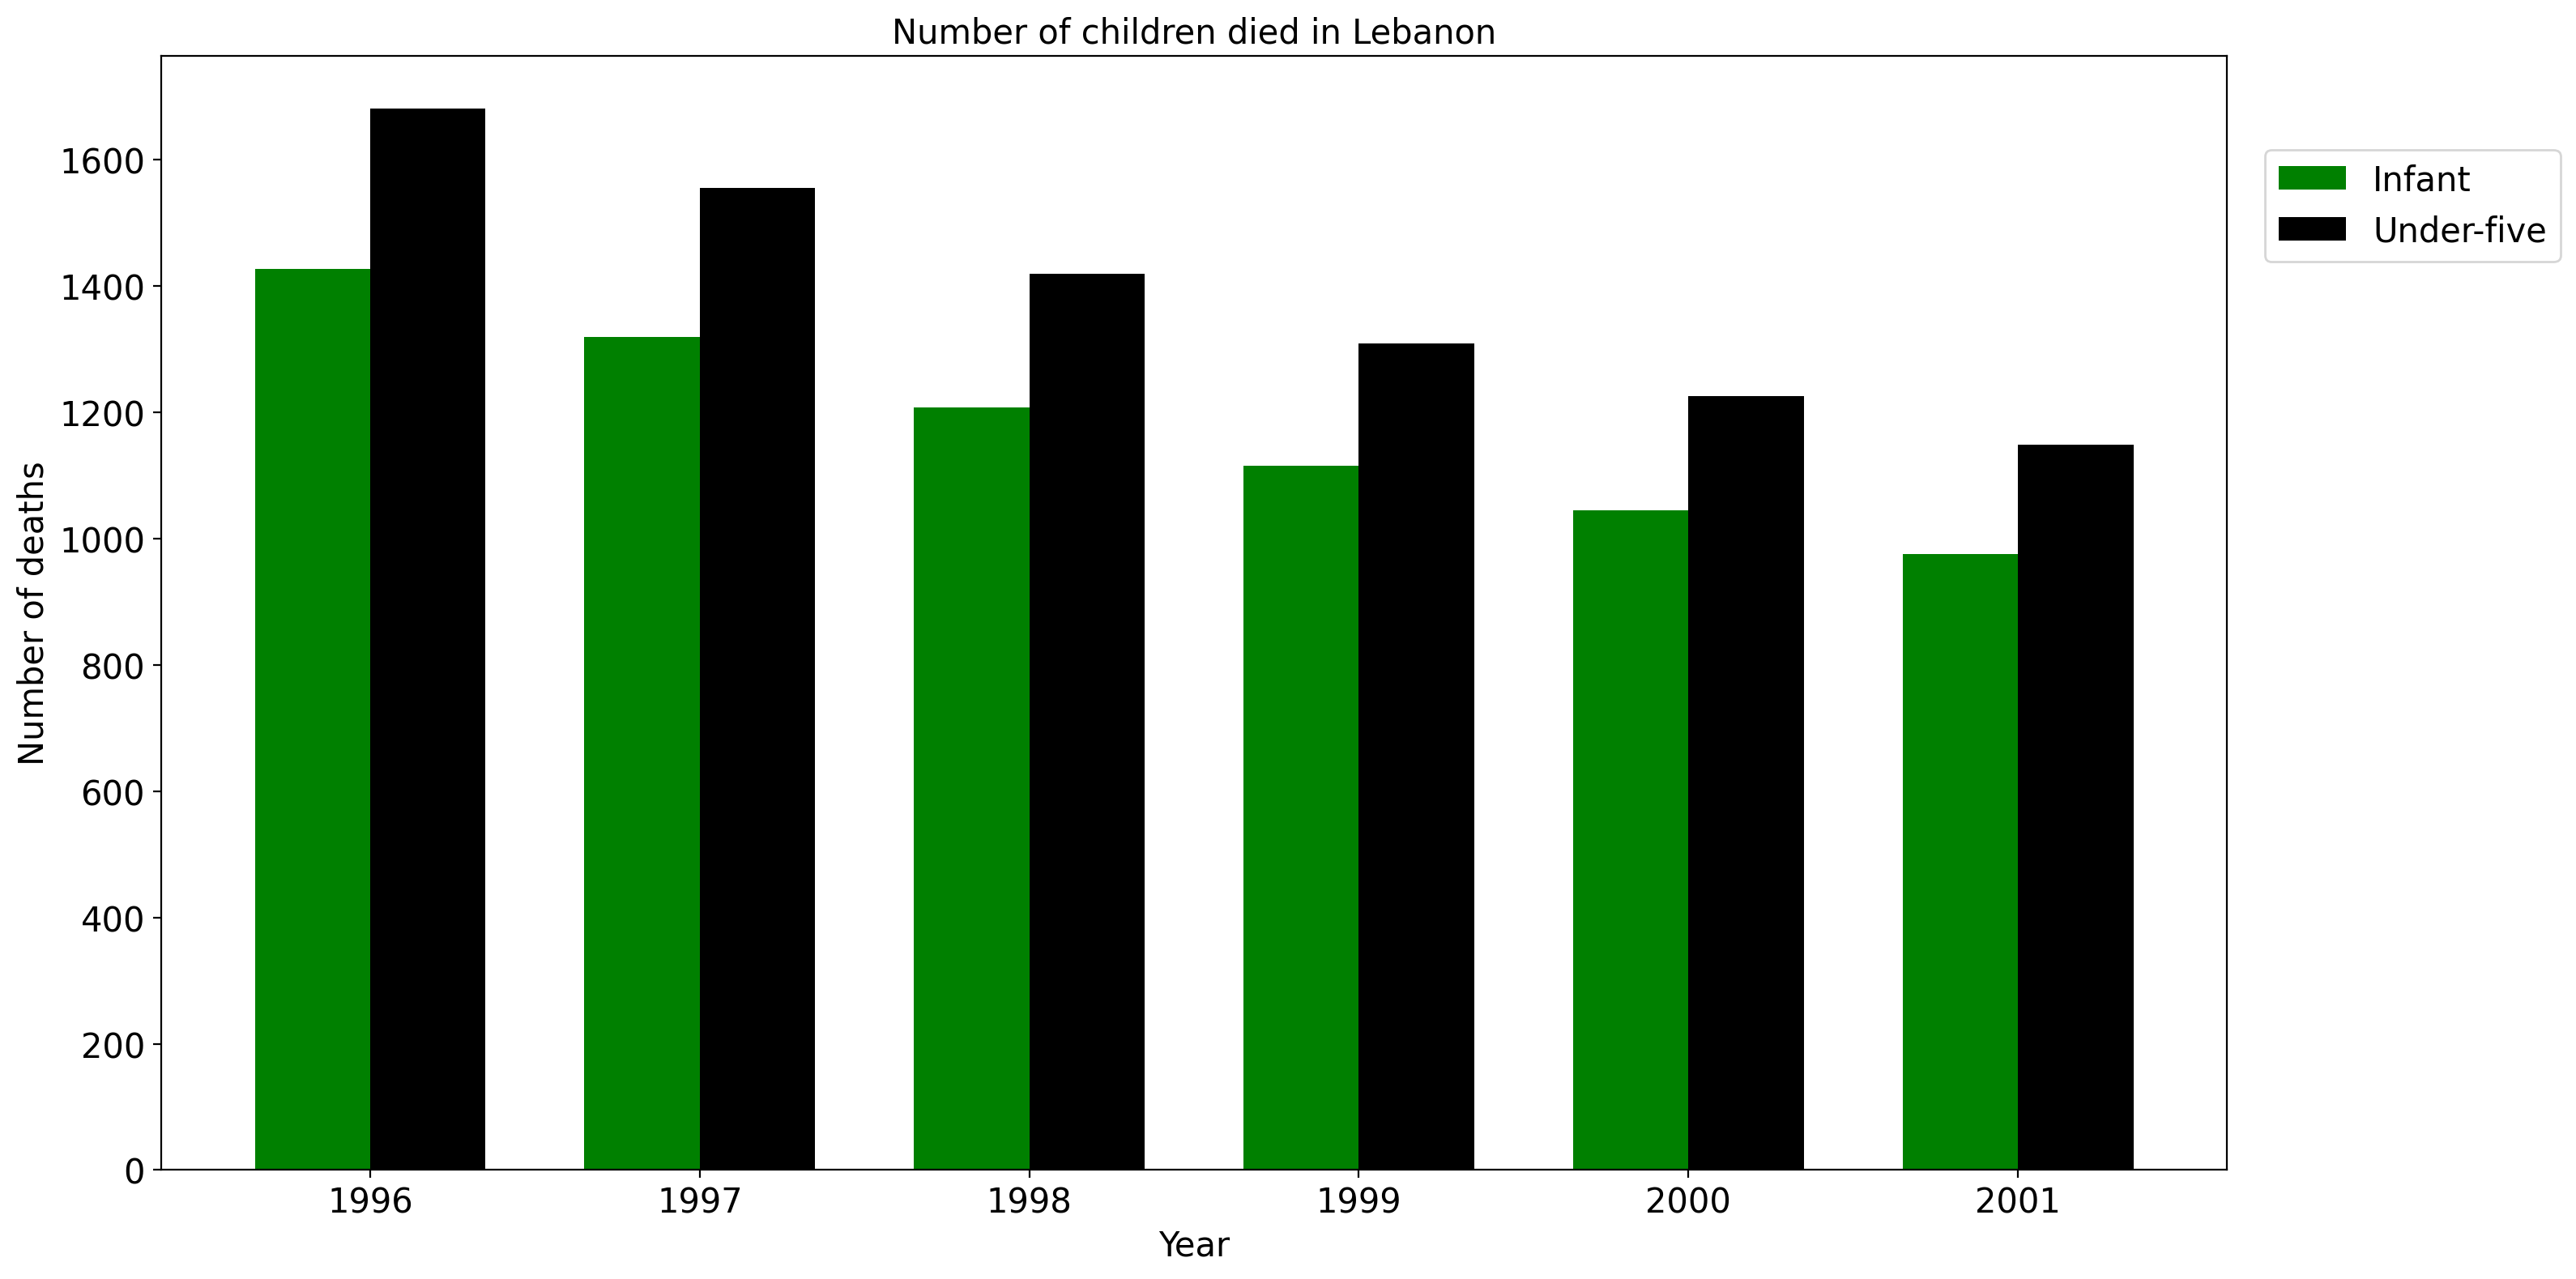 Number of children died in Lebanon
Number of deaths
1600
1400
1200
1000
800
600
400
200
0
1996 1997 1998 1999 2000 2001
Year
Infant
Under-five